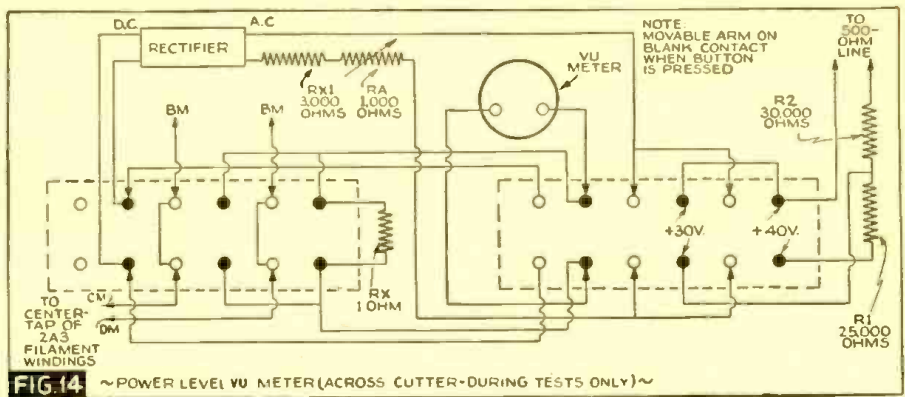 D.C.
A.C
RECTIFIER
RX1
3,000
OHMS
RA
1,000
OHMS
VU
METER
NOTE:
MOVABLE ARM ON
BLANK CONTACT
WHEN BUTTON
IS PRESSED
TO
500-
OHM
LINE
R2
30,000
OHMS
BM
BM
+30V.
+40V.
RX
1 OHM
CM
DM
TO
CENTER-
TAP OF
2A3
FILAMENT
WINDINGS
R1
25,000
OHMS
FIG. 14 ~POWER LEVEL VU METER (ACROSS CUTTER-DURING TESTS ONLY)~